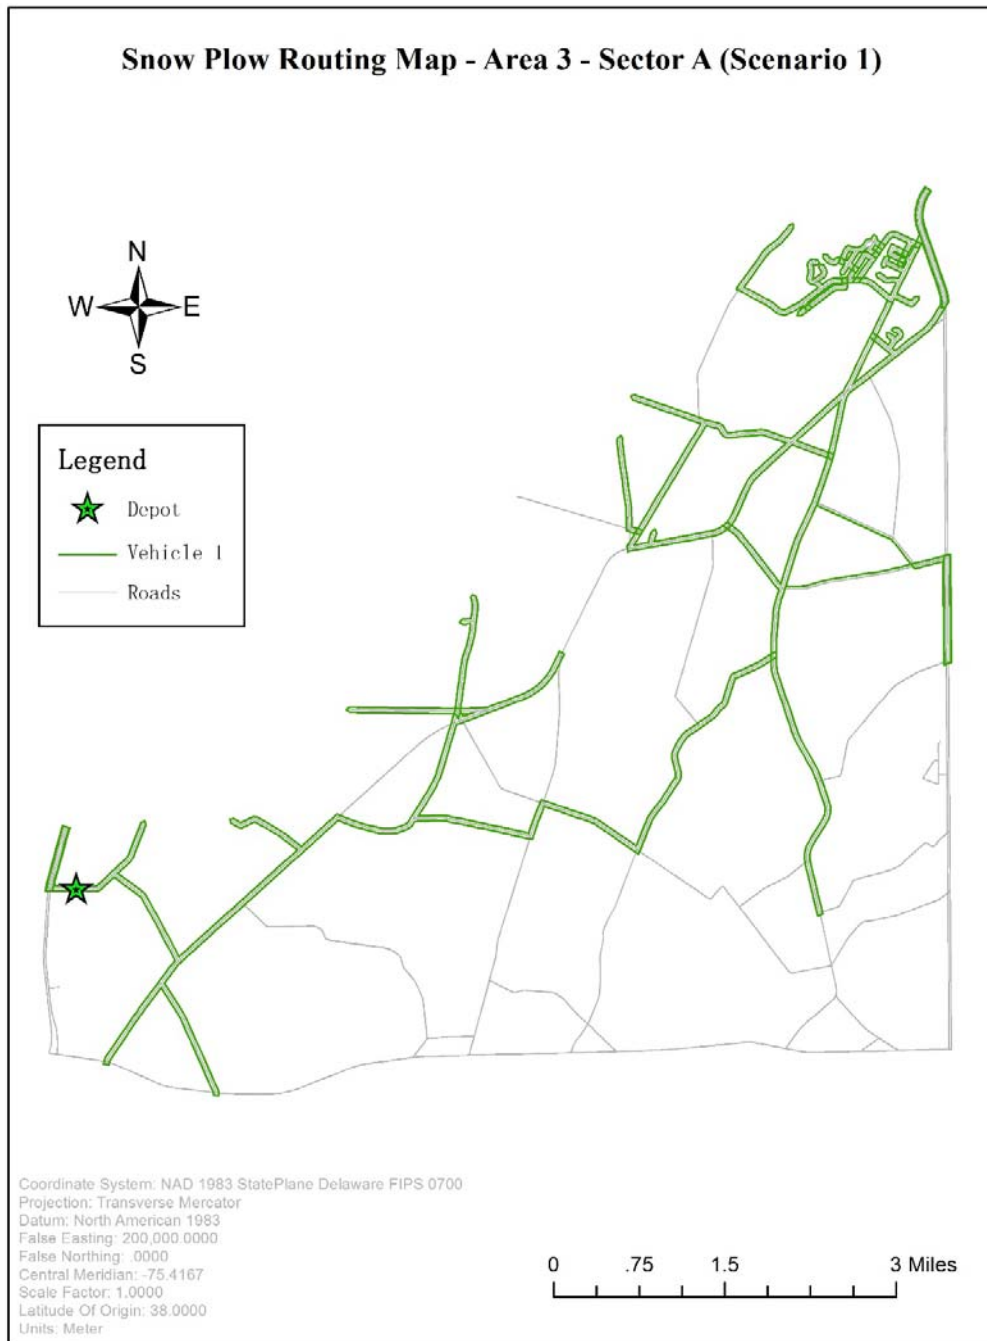 Snow Plow Routing Map - Area 3 - Sector A (Scenario 1)
N
W E
S
Legend
Depot
Vehicle 1
Roads
Coordinate System: NAD 1983 StatePlane Delaware FIPS 0700
Projection: Transverse Mercator
Datum: North American 1983
False Easting: 200,000.0000
False Northing: .0000
Central Meridian: -75.4167
Scale Factor: 1.0000
Latitude Of Origin: 38.0000
Units: Meter
0 .75 1.5 3 Miles